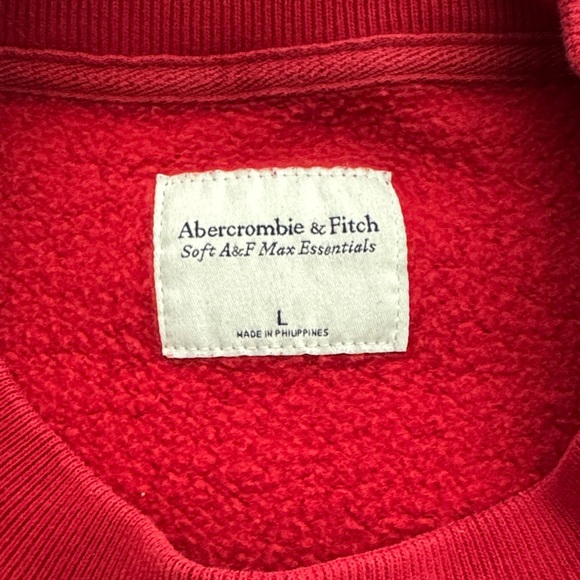 Abercrombie & Fitch
Soft A&F Max Essentials
L
MADE IN PHILIPPINES